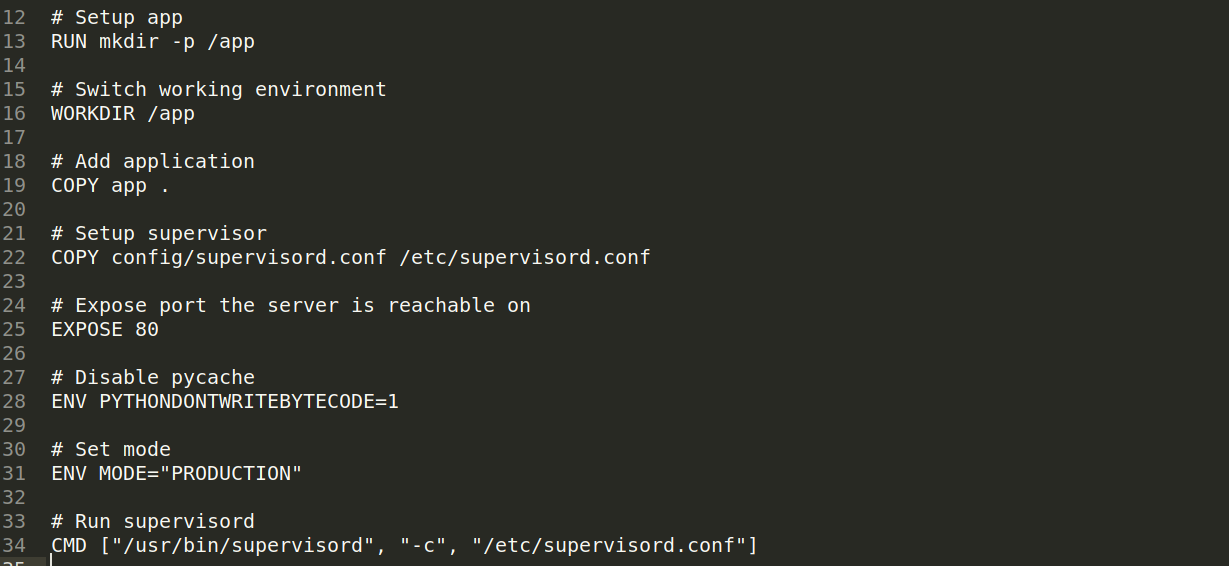 12 # Setup app
13 RUN mkdir -p /app
14
15 # Switch working environment
16 WORKDIR /app
17
18 # Add application
19 COPY app .
20
21 # Setup supervisor
22 COPY config/supervisord.conf /etc/supervisord.conf
23
24 # Expose port the server is reachable on
25 EXPOSE 80
26
27 # Disable pycache
28 ENV PYTHONDONTWRITEBYTECODE=1
29
30 # Set mode
31 ENV MODE="PRODUCTION"
32
33 # Run supervisord
34 CMD ["/usr/bin/supervisord", "-c", "/etc/supervisord.conf"]
35